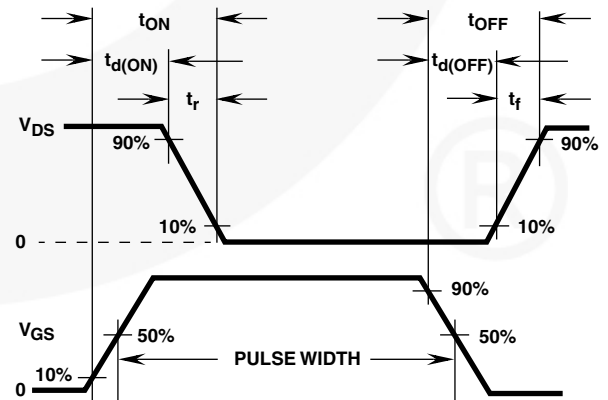 tON
tOFF
td(ON)
td(OFF)
tr
tf
VDS
90%
90%
10%
10%
0
VGS
90%
50%
50%
PULSE WIDTH
10%
0
R